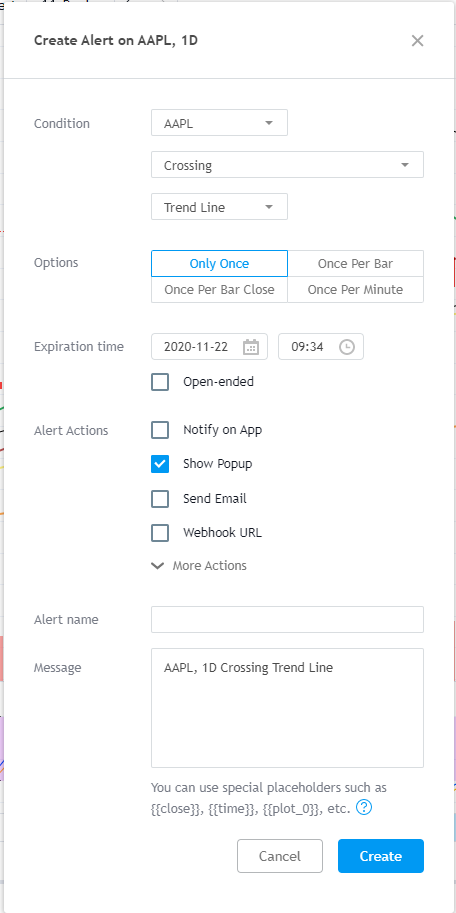 Create Alert on AAPL, 1D
Condition
AAPL
Crossing
Trend Line
Options
Only Once
Once Per Bar
Once Per Bar Close
Once Per Minute
Expiration time
2020-11-22
09:34
Open-ended
Alert Actions
Notify on App
Show Popup
Send Email
Webhook URL
More Actions
Alert name
Message
AAPL, 1D Crossing Trend Line
You can use special placeholders such as
{{close}}, {{time}}, {{plot_0}}, etc. ?
Cancel
Create